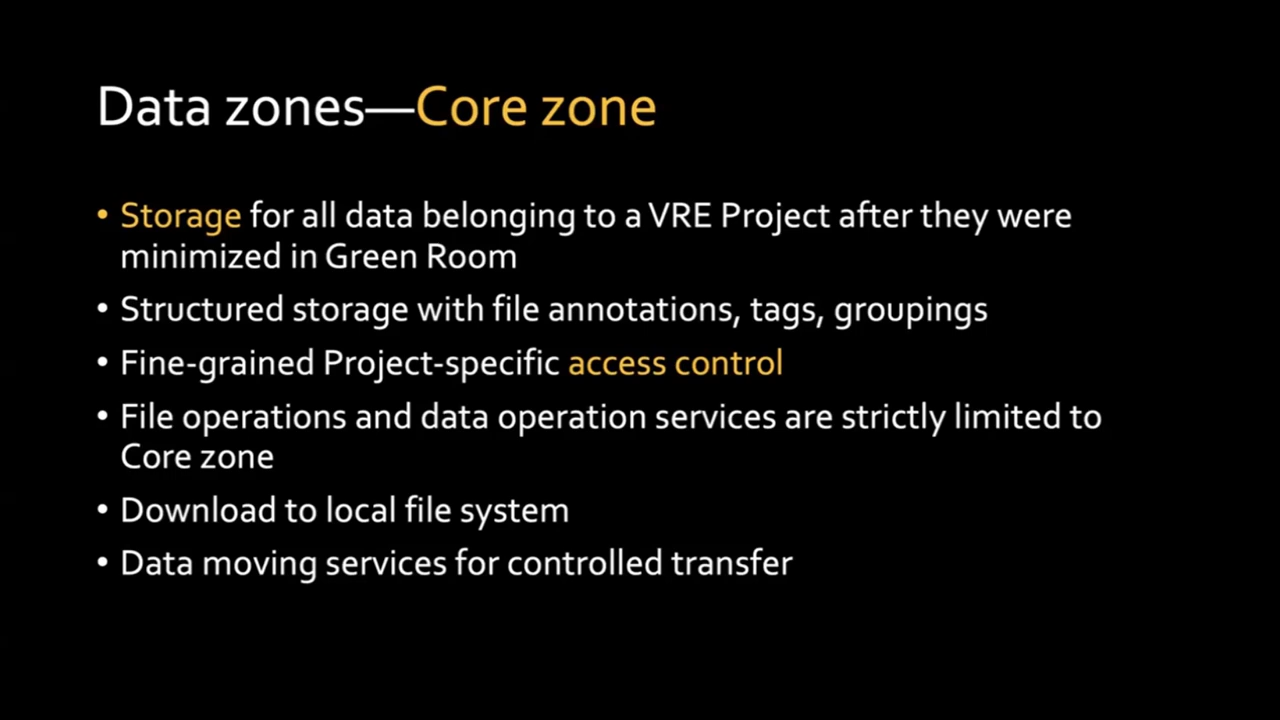 Data zones—Core zone
• Storage for all data belonging to a VRE Project after they were
minimized in Green Room
• Structured storage with file annotations, tags, groupings
• Fine-grained Project-specific access control
• File operations and data operation services are strictly limited to
Core zone
• Download to local file system
• Data moving services for controlled transfer